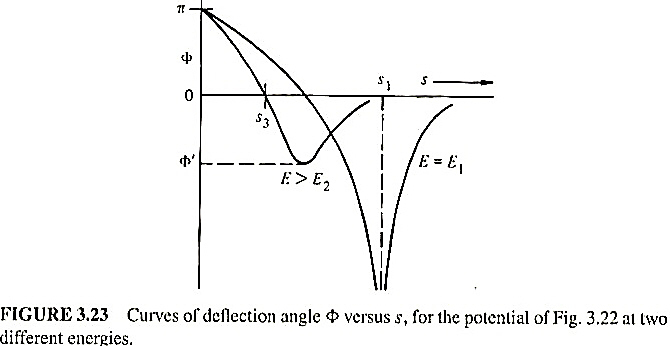 π
Φ
0
s₃
s₁
s
Φ'
E > E₂
E = E₁
FIGURE 3.23 Curves of deflection angle Φ versus s, for the potential of Fig. 3.22 at two
different energies.